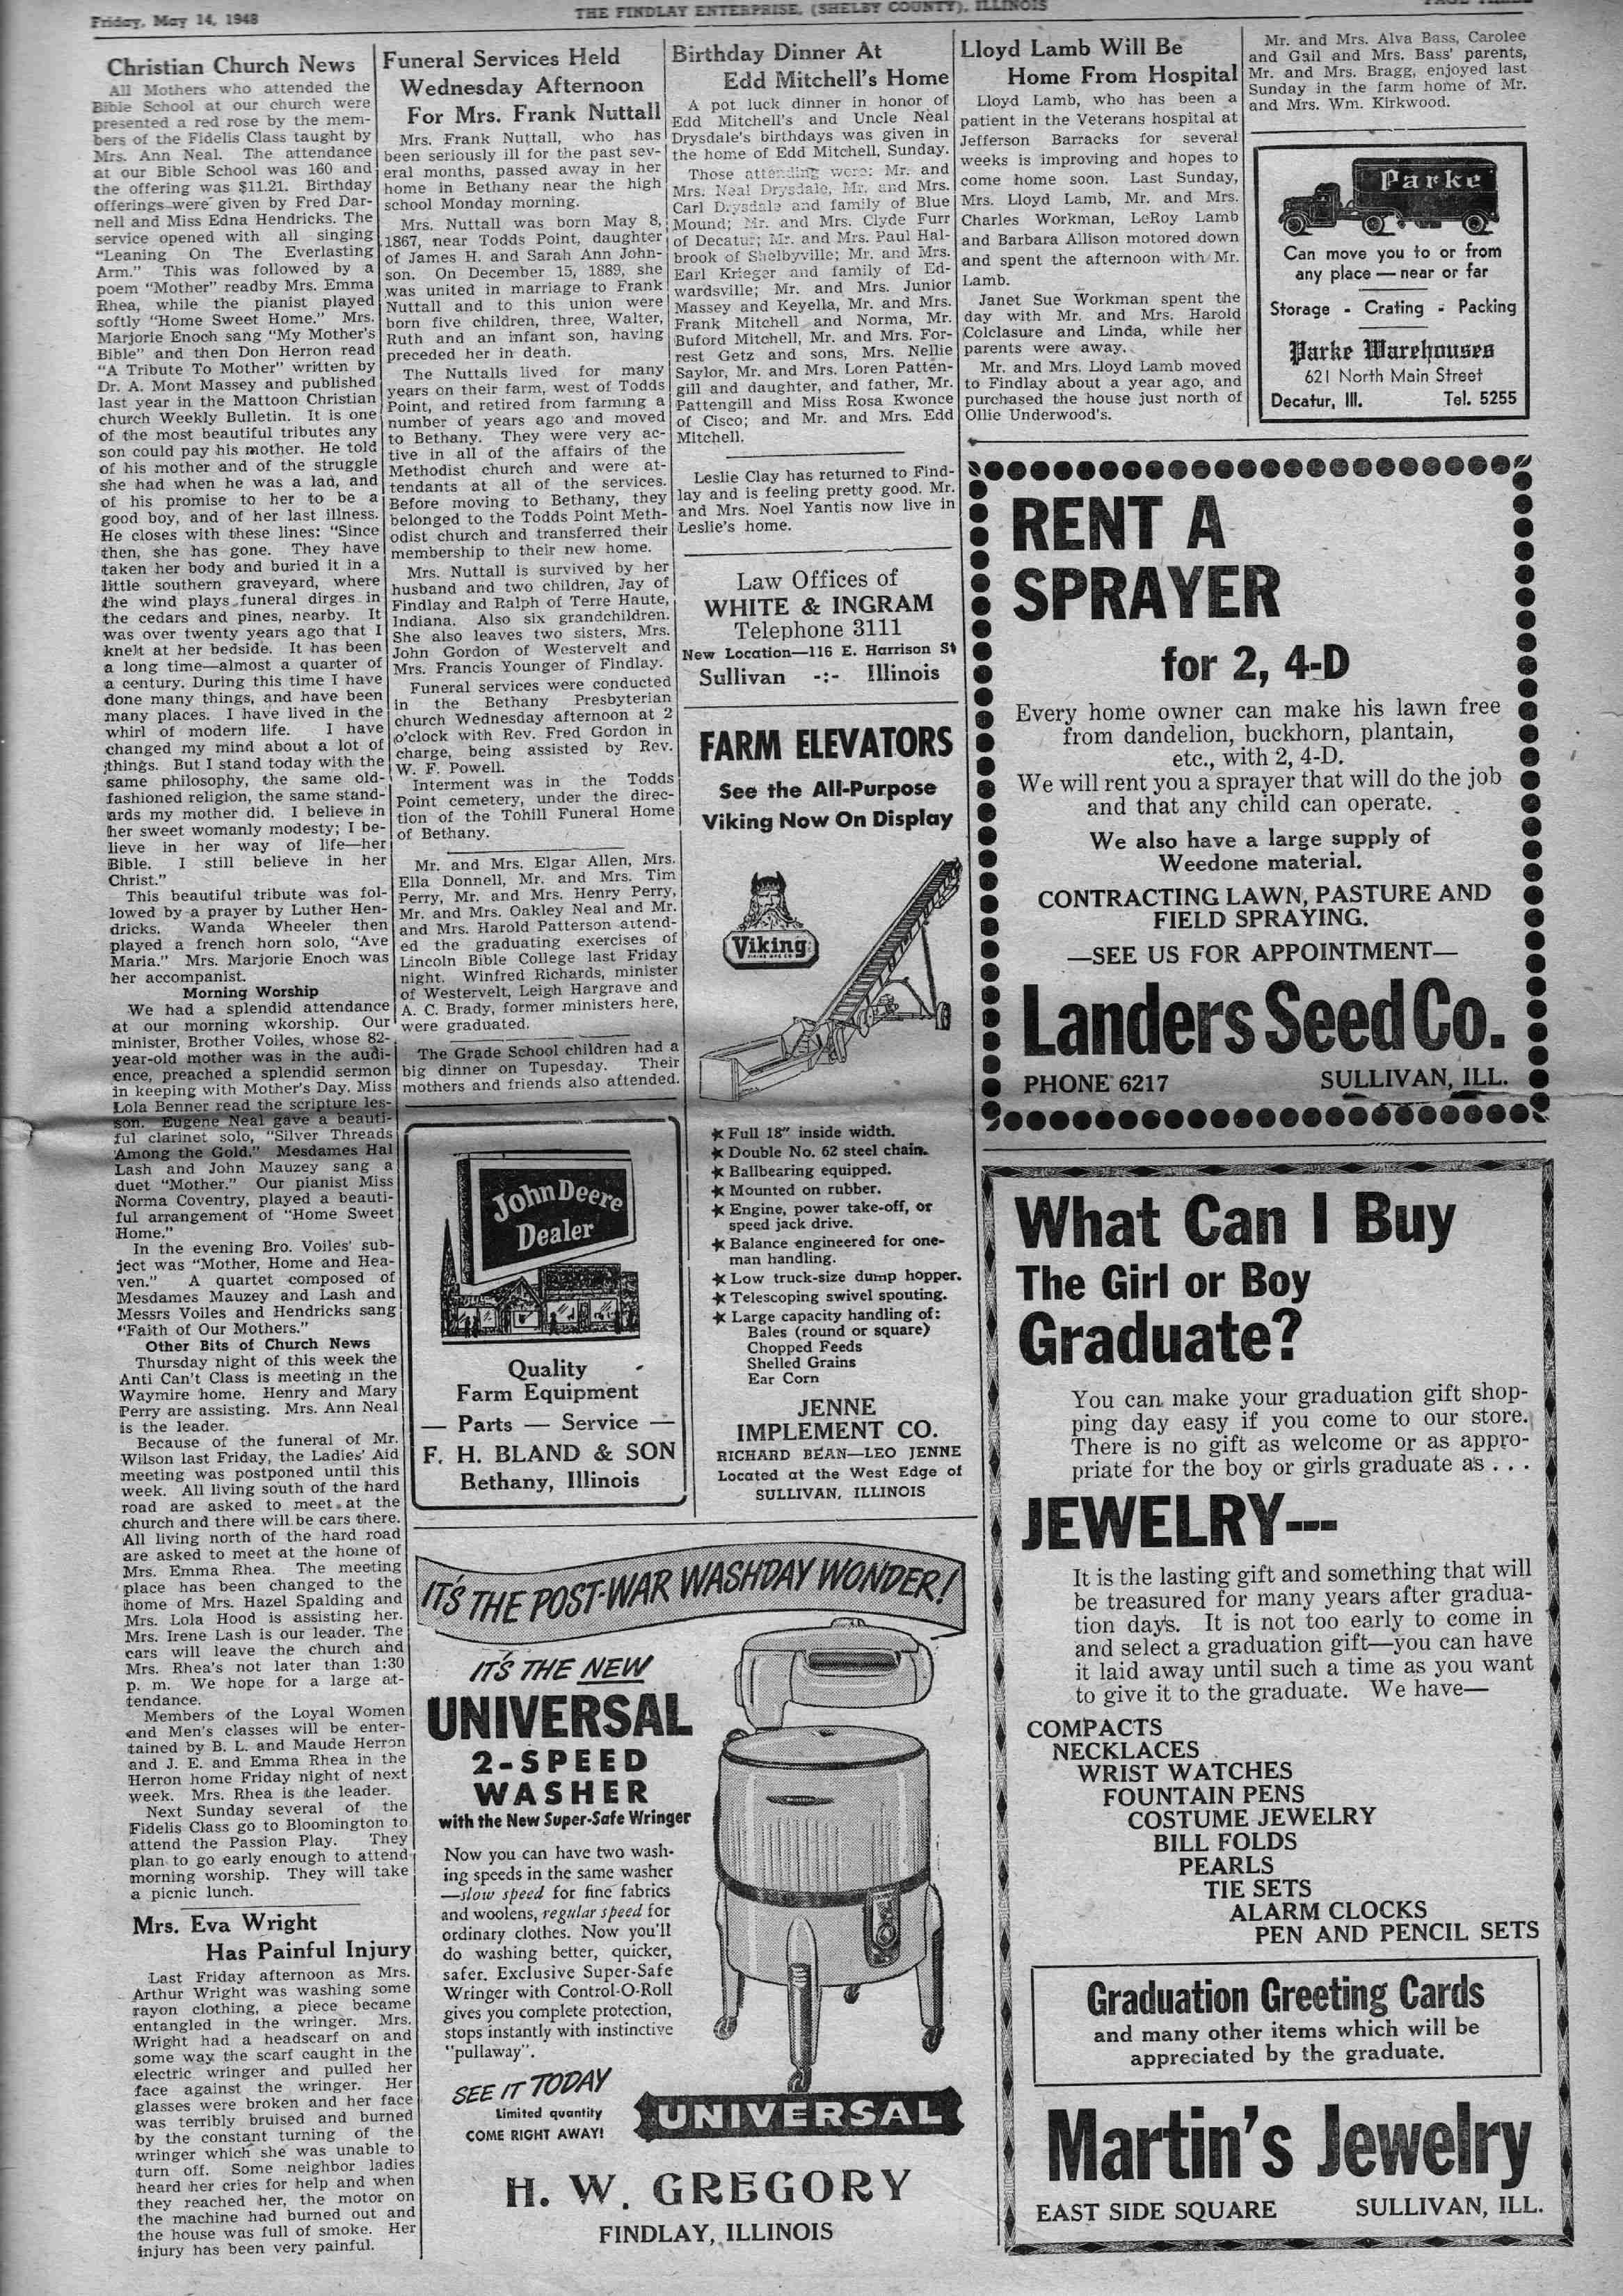 Friday, May 14, 1948
THE FINDLAY ENTERPRISE, (SHELBY COUNTY), ILLINOIS
PAGE THREE
Christian Church News
All Mothers who attended the
Bible School at our church were
presented a red rose by the mem-
bers of the Fidelis Class taught by
Mrs. Ann Neal. The attendance
at our Bible School was 160 and
the offering was $11.21. Birthday
offerings were given by Fred Dar-
nell and Miss Edna Hendricks. The
service opened with all singing
"Leaning On The Everlasting
Arm." This was followed by a
poem "Mother" readby Mrs. Emma
Rhea, while the pianist played
softly "Home Sweet Home." Mrs.
Marjorie Enoch sang "My Mother's
Bible" and then Don Herron read
"A Tribute To Mother" written by
Dr. A. Mont Massey and published
last year in the Mattoon Christian
church Weekly Bulletin. It is one
of the most beautiful tributes any
son could pay his mother. He told
of his mother and of the struggle
she had when he was a lad, and
of his promise to her to be a
good boy, and of her last illness.
He closes with these lines: "Since
then, she has gone. They have
taken her body and buried it in a
little southern graveyard, where
the wind plays funeral dirges in
the cedars and pines, nearby. It
was over twenty years ago that I
knelt at her bedside. It has been
a long time—almost a quarter of
a century. During this time I have
done many things, and have been
many places. I have lived in the
whirl of modern life. I have
changed my mind about a lot of
things. But I stand today with the
same philosophy, the same old-
fashioned religion, the same stand-
ards my mother did. I believe in
her sweet womanly modesty; I be-
lieve in her way of life—her
Bible. I still believe in her
Christ."
This beautiful tribute was fol-
lowed by a prayer by Luther Hen-
dricks. Wanda Wheeler then
played a french horn solo, "Ave
Maria." Mrs. Marjorie Enoch was
her accompanist.
Morning Worship
We had a splendid attendance
at our morning wkorship. Our
minister, Brother Voiles, whose 82-
year-old mother was in the audi-
ence, preached a splendid sermon
in keeping with Mother's Day. Miss
Lola Benner read the scripture les-
son. Eugene Neal gave a beauti-
ful clarinet solo, "Silver Threads
Among the Gold." Mesdames Hal
Lash and John Mauzey sang a
duet "Mother." Our pianist Miss
Norma Coventry, played a beauti-
ful arrangement of "Home Sweet
Home."
In the evening Bro. Voiles' sub-
ject was "Mother, Home and Hea-
ven." A quartet composed of
Mesdames Mauzey and Lash and
Messrs Voiles and Hendricks sang
"Faith of Our Mothers."
Other Bits of Church News
Thursday night of this week the
Anti Can't Class is meeting in the
Waymire home. Henry and Mary
Perry are assisting. Mrs. Ann Neal
is the leader.
Because of the funeral of Mr.
Wilson last Friday, the Ladies' Aid
meeting was postponed until this
week. All living south of the hard
road are asked to meet at the
church and there will be cars there.
All living north of the hard road
are asked to meet at the home of
Mrs. Emma Rhea. The meeting
place has been changed to the
home of Mrs. Hazel Spalding and
Mrs. Lola Hood is assisting her.
Mrs. Irene Lash is our leader. The
cars will leave the church and
Mrs. Rhea's not later than 1:30
p. m. We hope for a large at-
tendance.
Members of the Loyal Women
and Men's classes will be enter-
tained by B. L. and Maude Herron
and J. E. and Emma Rhea in the
Herron home Friday night of next
week. Mrs. Rhea is the leader.
Next Sunday several of the
Fidelis Class go to Bloomington to
attend the Passion Play. They
plan to go early enough to attend
morning worship. They will take
a picnic lunch.
Mrs. Eva Wright
Has Painful Injury
Last Friday afternoon as Mrs.
Arthur Wright was washing some
rayon clothing, a piece became
entangled in the wringer. Mrs.
Wright had a headscarf on and
some way the scarf caught in the
electric wringer and pulled her
face against the wringer. Her
glasses were broken and her face
was terribly bruised and burned
by the constant turning of the
wringer which she was unable to
turn off. Some neighbor ladies
heard her cries for help and when
they reached her, the motor on
the machine had burned out and
the house was full of smoke. Her
injury has been very painful.
Funeral Services Held
Wednesday Afternoon
For Mrs. Frank Nuttall
Mrs. Frank Nuttall, who has
been seriously ill for the past sev-
eral months, passed away in her
home in Bethany near the high
school Monday morning.
Mrs. Nuttall was born May 8,
1867, near Todds Point, daughter
of James H. and Sarah Ann John-
son. On December 15, 1889, she
was united in marriage to Frank
Nuttall and to this union were
born five children, three, Walter,
Ruth and an infant son, having
preceded her in death.
The Nuttalls lived for many
years on their farm, west of Todds
Point, and retired from farming a
number of years ago and moved
to Bethany. They were very ac-
tive in all of the affairs of the
Methodist church and were at-
tendants at all of the services.
Before moving to Bethany, they
belonged to the Todds Point Meth-
odist church and transferred their
membership to their new home.
Mrs. Nuttall is survived by her
husband and two children, Jay of
Findlay and Ralph of Terre Haute,
Indiana. Also six grandchildren.
She also leaves two sisters, Mrs.
John Gordon of Westervelt and
Mrs. Francis Younger of Findlay.
Funeral services were conducted
in the Bethany Presbyterian
church Wednesday afternoon at 2
o'clock with Rev. Fred Gordon in
charge, being assisted by Rev.
W. F. Powell.
Interment was in the Todds
Point cemetery, under the direc-
tion of the Tohill Funeral Home
of Bethany.
Mr. and Mrs. Elgar Allen, Mrs.
Ella Donnell, Mr. and Mrs. Tim
Perry, Mr. and Mrs. Henry Perry,
Mr. and Mrs. Oakley Neal and Mr.
and Mrs. Harold Patterson attend-
ed the graduating exercises of
Lincoln Bible College last Friday
night. Winfred Richards, minister
of Westervelt, Leigh Hargrave and
A. C. Brady, former ministers here,
were graduated.
The Grade School children had a
big dinner on Tupesday. Their
mothers and friends also attended.
John Deere
Dealer
Quality
Farm Equipment
— Parts — Service —
F. H. BLAND & SON
Bethany, Illinois
Birthday Dinner At
Edd Mitchell's Home
A pot luck dinner in honor of
Edd Mitchell's and Uncle Neal
Drysdale's birthdays was given in
the home of Edd Mitchell, Sunday.
Those attending were: Mr. and
Mrs. Neal Drysdale, Mr. and Mrs.
Carl Drysdale and family of Blue
Mound; Mr. and Mrs. Clyde Furr
of Decatur; Mr. and Mrs. Paul Hal-
brook of Shelbyville; Mr. and Mrs.
Earl Krieger and family of Ed-
wardsville; Mr. and Mrs. Junior
Massey and Keyella, Mr. and Mrs.
Frank Mitchell and Norma, Mr.
Buford Mitchell, Mr. and Mrs. For-
rest Getz and sons, Mrs. Nellie
Saylor, Mr. and Mrs. Loren Patten-
gill and daughter, and father, Mr.
Pattengill and Miss Rosa Kwonce
of Cisco; and Mr. and Mrs. Edd
Mitchell.
Leslie Clay has returned to Find-
lay and is feeling pretty good. Mr.
and Mrs. Noel Yantis now live in
Leslie's home.
Law Offices of
WHITE & INGRAM
Telephone 3111
New Location—116 E. Harrison St
Sullivan -:- Illinois
FARM ELEVATORS
See the All-Purpose
Viking Now On Display
Viking
★ Full 18" inside width.
★ Double No. 62 steel chain.
★ Ballbearing equipped.
★ Mounted on rubber.
★ Engine, power take-off, or
speed jack drive.
★ Balance engineered for one-
man handling.
★ Low truck-size dump hopper.
★ Telescoping swivel spouting.
★ Large capacity handling of:
Bales (round or square)
Chopped Feeds
Shelled Grains
Ear Corn
JENNE
IMPLEMENT CO.
RICHARD BEAN—LEO JENNE
Located at the West Edge of
SULLIVAN, ILLINOIS
IT'S THE POST-WAR WASHDAY WONDER!
IT'S THE NEW
UNIVERSAL
2-SPEED
WASHER
with the New Super-Safe Wringer
Now you can have two wash-
ing speeds in the same washer
—slow speed for fine fabrics
and woolens, regular speed for
ordinary clothes. Now you'll
do washing better, quicker,
safer. Exclusive Super-Safe
Wringer with Control-O-Roll
gives you complete protection,
stops instantly with instinctive
"pullaway".
SEE IT TODAY
Limited quantity
COME RIGHT AWAY!
UNIVERSAL
H. W. GREGORY
FINDLAY, ILLINOIS
Lloyd Lamb Will Be
Home From Hospital
Lloyd Lamb, who has been a
patient in the Veterans hospital at
Jefferson Barracks for several
weeks is improving and hopes to
come home soon. Last Sunday,
Mrs. Lloyd Lamb, Mr. and Mrs.
Charles Workman, LeRoy Lamb
and Barbara Allison motored down
and spent the afternoon with Mr.
Lamb.
Janet Sue Workman spent the
day with Mr. and Mrs. Harold
Colclasure and Linda, while her
parents were away.
Mr. and Mrs. Lloyd Lamb moved
to Findlay about a year ago, and
purchased the house just north of
Ollie Underwood's.
Mr. and Mrs. Alva Bass, Carolee
and Gail and Mrs. Bass' parents,
Mr. and Mrs. Bragg, enjoyed last
Sunday in the farm home of Mr.
and Mrs. Wm. Kirkwood.
Parke
Can move you to or from
any place — near or far
Storage - Crating - Packing
Parke Warehouses
621 North Main Street
Decatur, Ill. Tel. 5255
RENT A
SPRAYER
for 2, 4-D
Every home owner can make his lawn free
from dandelion, buckhorn, plantain,
etc., with 2, 4-D.
We will rent you a sprayer that will do the job
and that any child can operate.
We also have a large supply of
Weedone material.
CONTRACTING LAWN, PASTURE AND
FIELD SPRAYING.
—SEE US FOR APPOINTMENT—
Landers Seed Co.
PHONE 6217 SULLIVAN, ILL.
What Can I Buy
The Girl or Boy
Graduate?
You can make your graduation gift shop-
ping day easy if you come to our store.
There is no gift as welcome or as appro-
priate for the boy or girls graduate as . . .
JEWELRY---
It is the lasting gift and something that will
be treasured for many years after gradua-
tion days. It is not too early to come in
and select a graduation gift—you can have
it laid away until such a time as you want
to give it to the graduate. We have—
COMPACTS
NECKLACES
WRIST WATCHES
FOUNTAIN PENS
COSTUME JEWELRY
BILL FOLDS
PEARLS
TIE SETS
ALARM CLOCKS
PEN AND PENCIL SETS
Graduation Greeting Cards
and many other items which will be
appreciated by the graduate.
Martin's Jewelry
EAST SIDE SQUARE SULLIVAN, ILL.